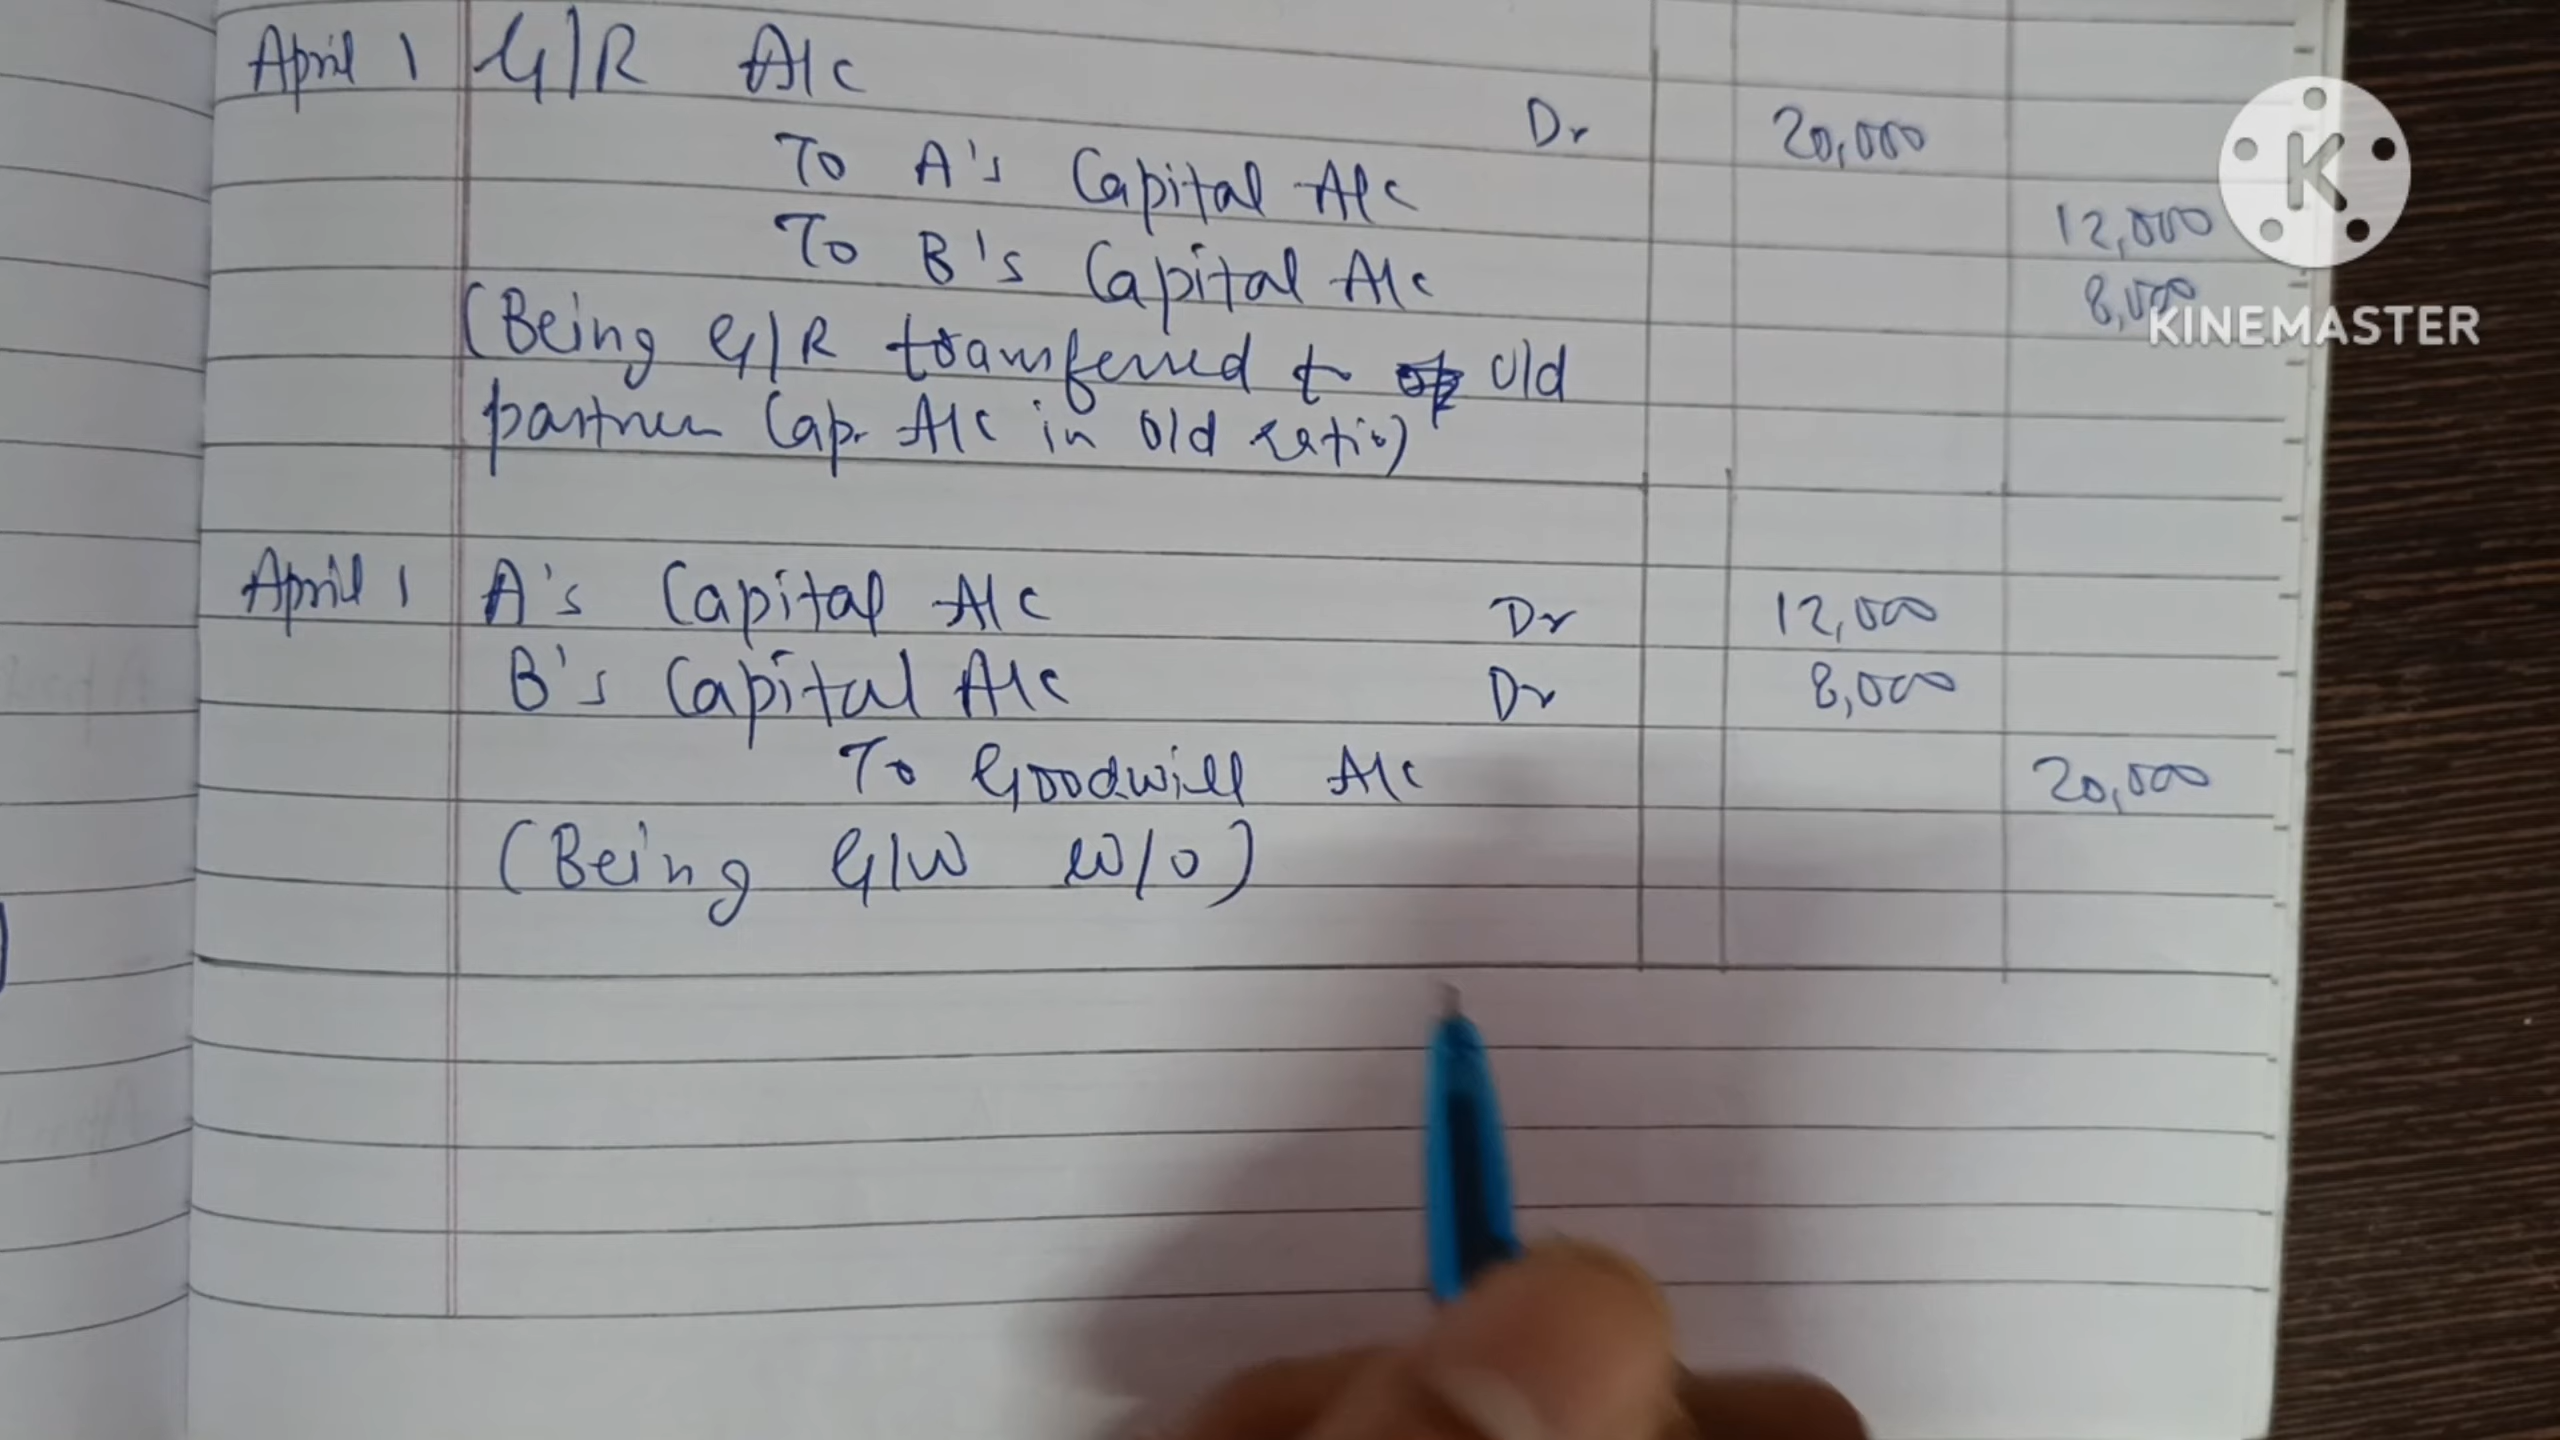 April 1 G/R A/c Dr 20,000
To A's Capital A/c 12,000
To B's Capital A/c 8,000
(Being G/R transferred to old
partner Cap. A/c in old ratio)
April 1 A's Capital A/c Dr 12,000
B's Capital A/c Dr 8,000
To Goodwill A/c 20,000
(Being G/W W/O)
K
KINEMASTER